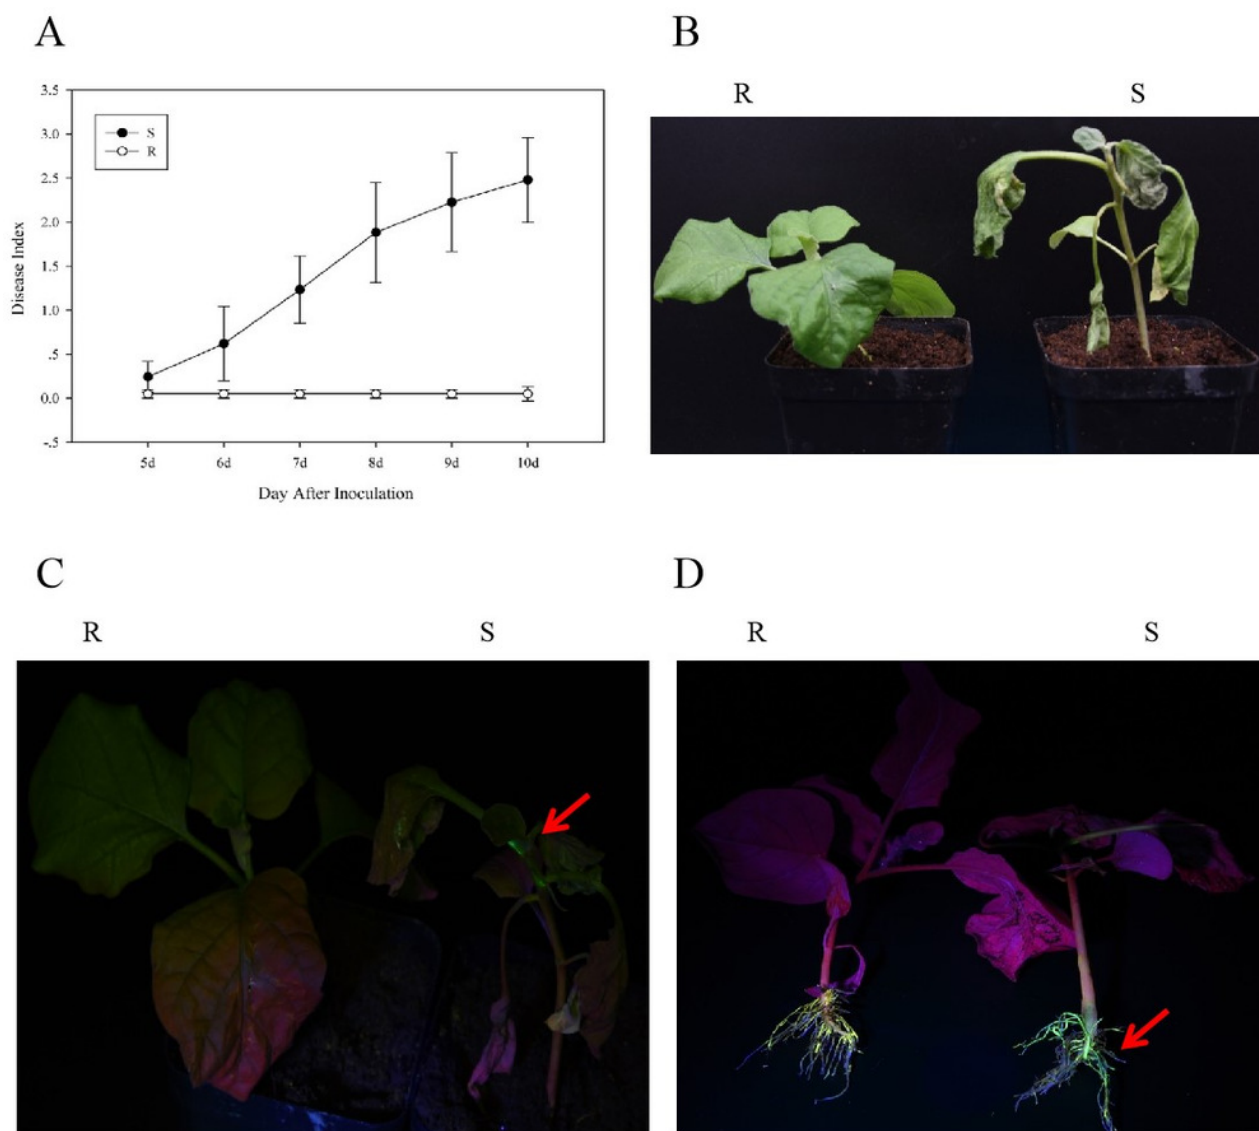 A
3.5
3.0
2.5
2.0
1.5
1.0
.5
0.0
-.5
Disease Index
S
R
5d 6d 7d 8d 9d 10d
Day After Inoculation
B
R S
C
R S
D
R S